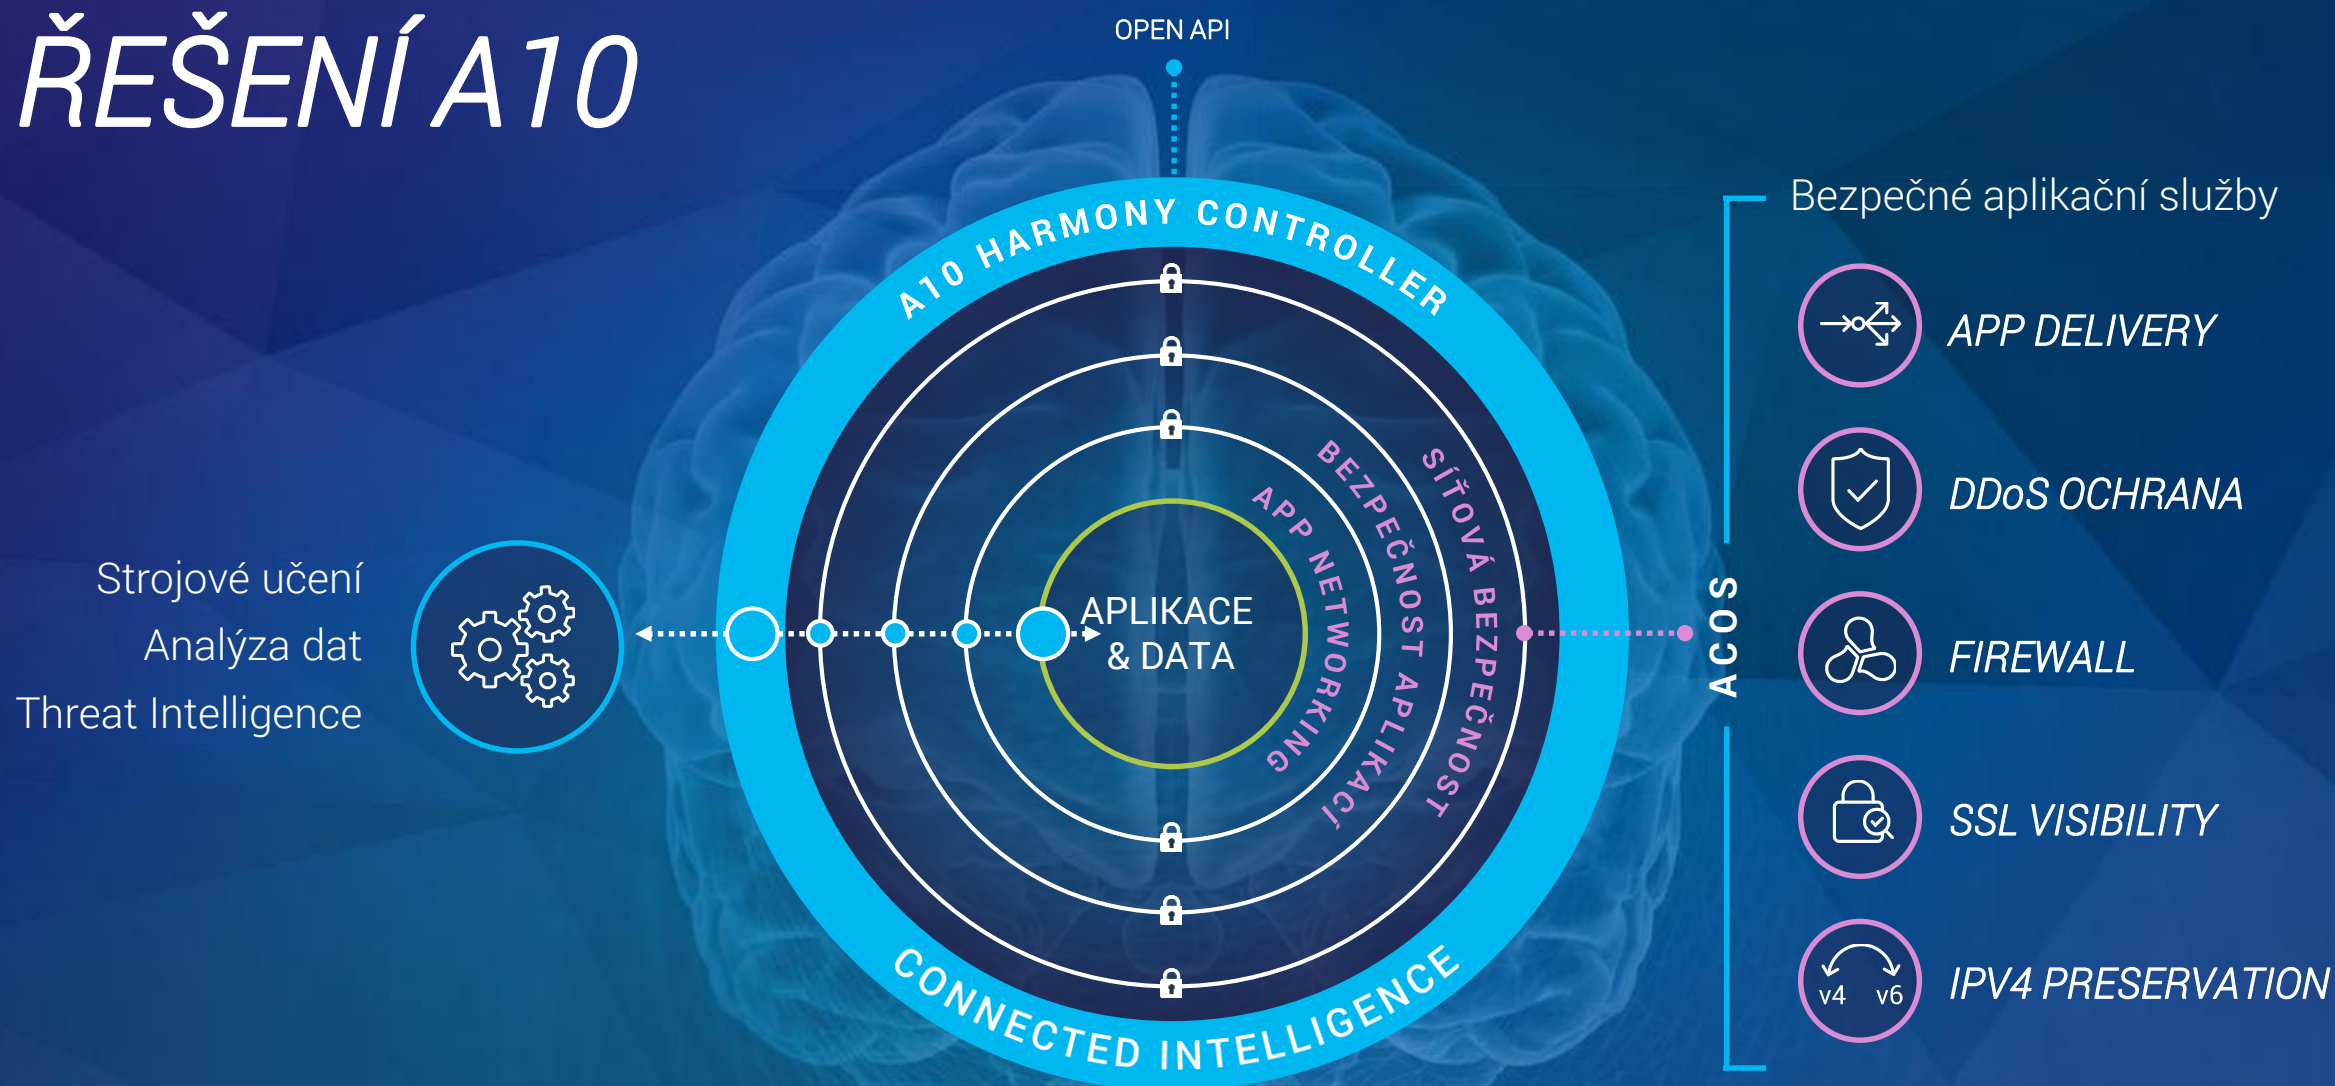 ŘEŠENÍ A10
OPEN API
A10 HARMONY CONTROLLER
CONNECTED INTELLIGENCE
SÍŤOVÁ BEZPEČNOST
BEZPEČNOST APLIKACÍ
APP NETWORKING
APLIKACE
& DATA
Strojové učení
Analýza dat
Threat Intelligence
ACOS
Bezpečné aplikační služby
APP DELIVERY
DDoS OCHRANA
FIREWALL
SSL VISIBILITY
v4 v6
IPV4 PRESERVATION